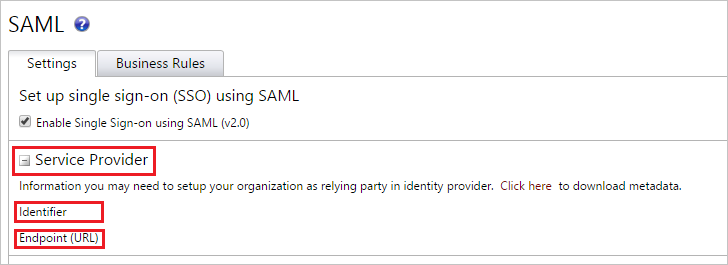 SAML ?
Settings Business Rules
Set up single sign-on (SSO) using SAML
Enable Single Sign-on using SAML (v2.0)
Service Provider
Information you may need to setup your organization as relying party in identity provider. Click here to download metadata.
Identifier
Endpoint (URL)